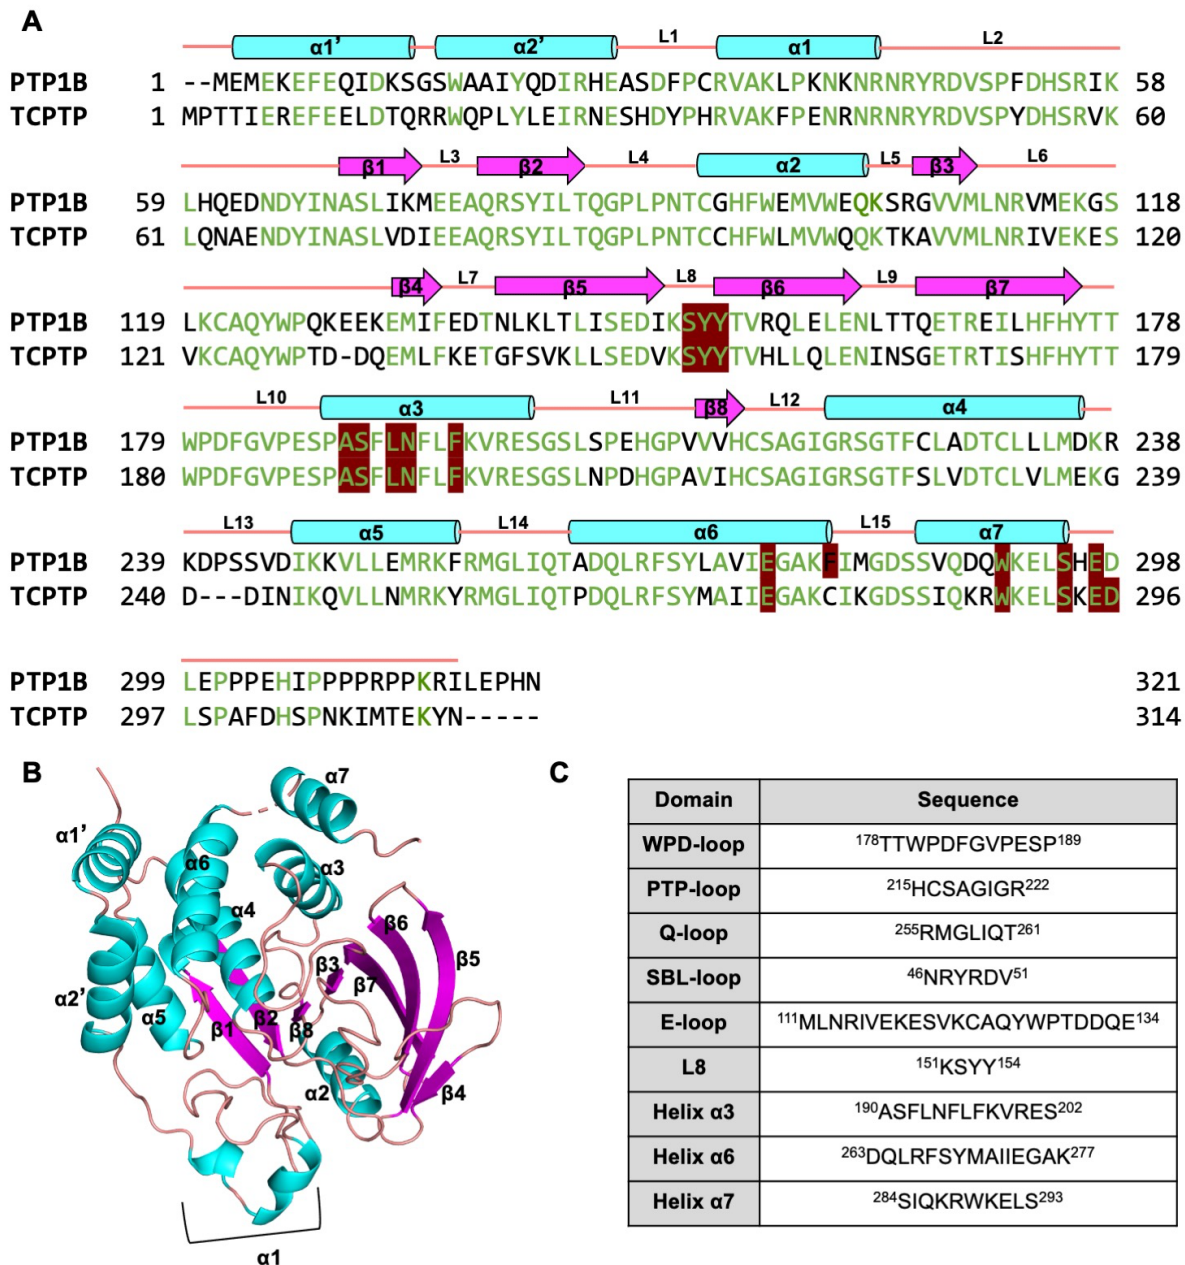 A
α1’ α2’ L1 α1 L2
PTP1B 1 --MEMEKEFEQIDKSGSWAAIYQDIRHEASDFPCRVAKLPKNKNRNRYRDVSPFDHSRIK 58
TCPTP 1 MPTTIEREFEELDTQRRWQPLYLEIRNESHDYPHRVAKFPENRNRNRYRDVSPYDHSRVK 60
β1 L3 β2 L4 α2 L5 β3 L6
PTP1B 59 LHQEDNDYINASLIKMEEAQRSYILTQGPLPNTCGHFWEMVWEQKSRGVVMLNRVMEKGS 118
TCPTP 61 LQNAENDYINASLVDIEEAQRSYILTQGPLPNTCCHFWLMVWQQKTKAVVMLNRIVEKES 120
β4 L7 β5 L8 β6 L9 β7
PTP1B 119 LKCAQYWPQKEEKEMIFEDTNLKLTLISEDIKSYYTVRQLELENLTTQETREILHFHYTT 178
TCPTP 121 VKCAQYWPTD-DQEMLFKETGFSVKLLSEDVKSYYTVHLLQLENINSGETRTISHFHYTT 179
L10 α3 L11 β8 L12 α4
PTP1B 179 WPDFGVPESPASFLNFLFKVRESGSLSPEHGPVVVHCSAGIGRSGTFCLADTCLLLMDKR 238
TCPTP 180 WPDFGVPESPASFLNFLFKVRESGSLNPDHGPAVIHCSAGIGRSGTFSLVDTCLVLMEKG 239
L13 α5 L14 α6 L15 α7
PTP1B 239 KDPSSVDIKKVLLEMRKFRMGLIQTADQLRFSYLAVIEGAKFIMGDSSVQDQWKELSHED 298
TCPTP 240 D---DINIKQVLLNMRKYRMGLIQTPDQLRFSYMAIIEGAKCIKGDSSIQKRWKELSKED 296
PTP1B 299 LEPPPEHIPPPPRPPKRILEPHN 321
TCPTP 297 LSPAFDHSPNKIMTEKYN----- 314
B
α7
α1’
α6
α3
α4
β6
β5
β3
β7
α2’
α5
β1
β2
β8
α2
β4
α1
C
Domain Sequence
WPD-loop 178TTWPDFGVPESP189
PTP-loop 215HCSAGIGR222
Q-loop 255RMGLIQT261
SBL-loop 46NRYRDV51
E-loop 111MLNRIVEKESVKCAQYWPTDDQE134
L8 151KSYY154
Helix α3 190ASFLNFLFKVRES202
Helix α6 263DQLRFSYMAIIEGAK277
Helix α7 284SIQKRWKELS293